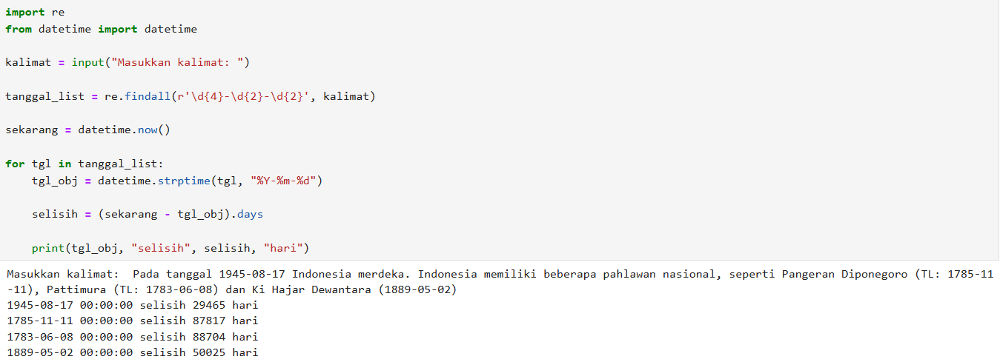 import re
from datetime import datetime
kalimat = input("Masukkan kalimat: ")
tanggal_list = re.findall(r'\d{4}-\d{2}-\d{2}', kalimat)
sekarang = datetime.now()
for tgl in tanggal_list:
    tgl_obj = datetime.strptime(tgl, "%Y-%m-%d")
    selisih = (sekarang - tgl_obj).days
    print(tgl_obj, "selisih", selisih, "hari")
Masukkan kalimat:  Pada tanggal 1945-08-17 Indonesia merdeka. Indonesia memiliki beberapa pahlawan nasional, seperti Pangeran Diponegoro (TL: 1785-11
-11), Pattimura (TL: 1783-06-08) dan Ki Hajar Dewantara (1889-05-02)
1945-08-17 00:00:00 selisih 29465 hari
1785-11-11 00:00:00 selisih 87817 hari
1783-06-08 00:00:00 selisih 88704 hari
1889-05-02 00:00:00 selisih 50025 hari